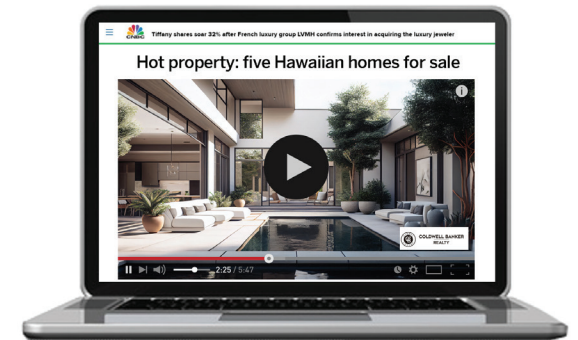 CNBC
Tiffany shares soar 32% after French luxury group LVMH confirms interest in acquiring the luxury jeweler
Hot property: five Hawaiian homes for sale
i
COLDWELL BANKER
REALTY
2:25 / 5:47